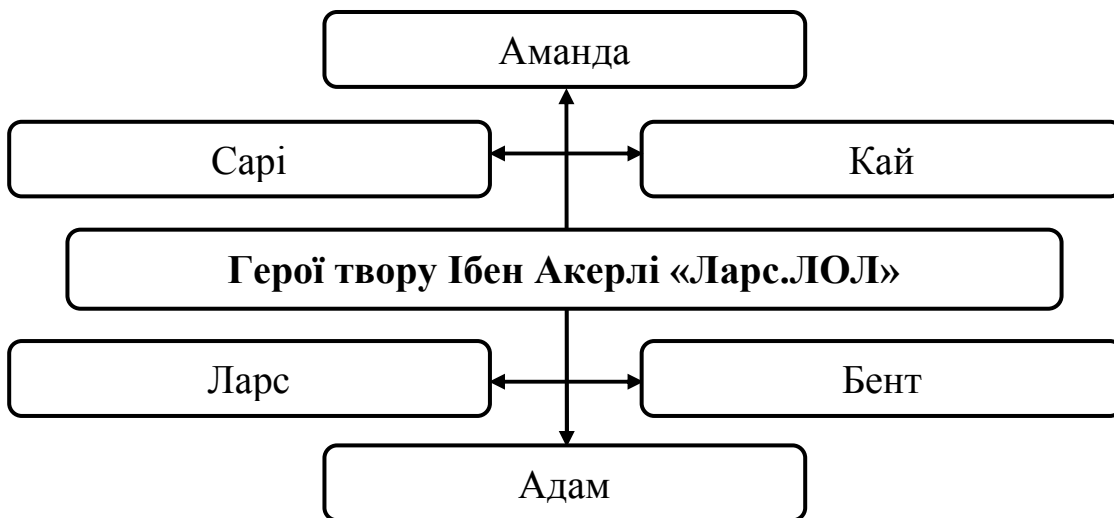 Аманда
Сарі
Кай
Герої твору Ібен Акерлі «Ларс.ЛОЛ»
Ларс
Бент
Адам